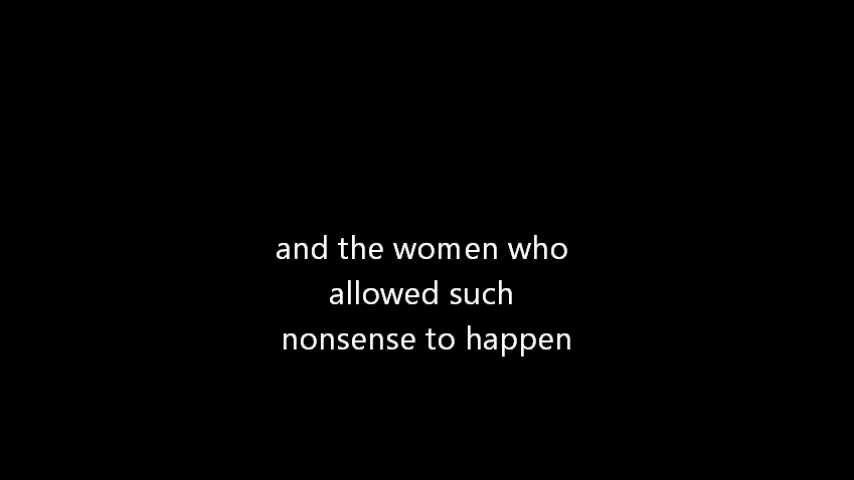 and the women who
allowed such
nonsense to happen